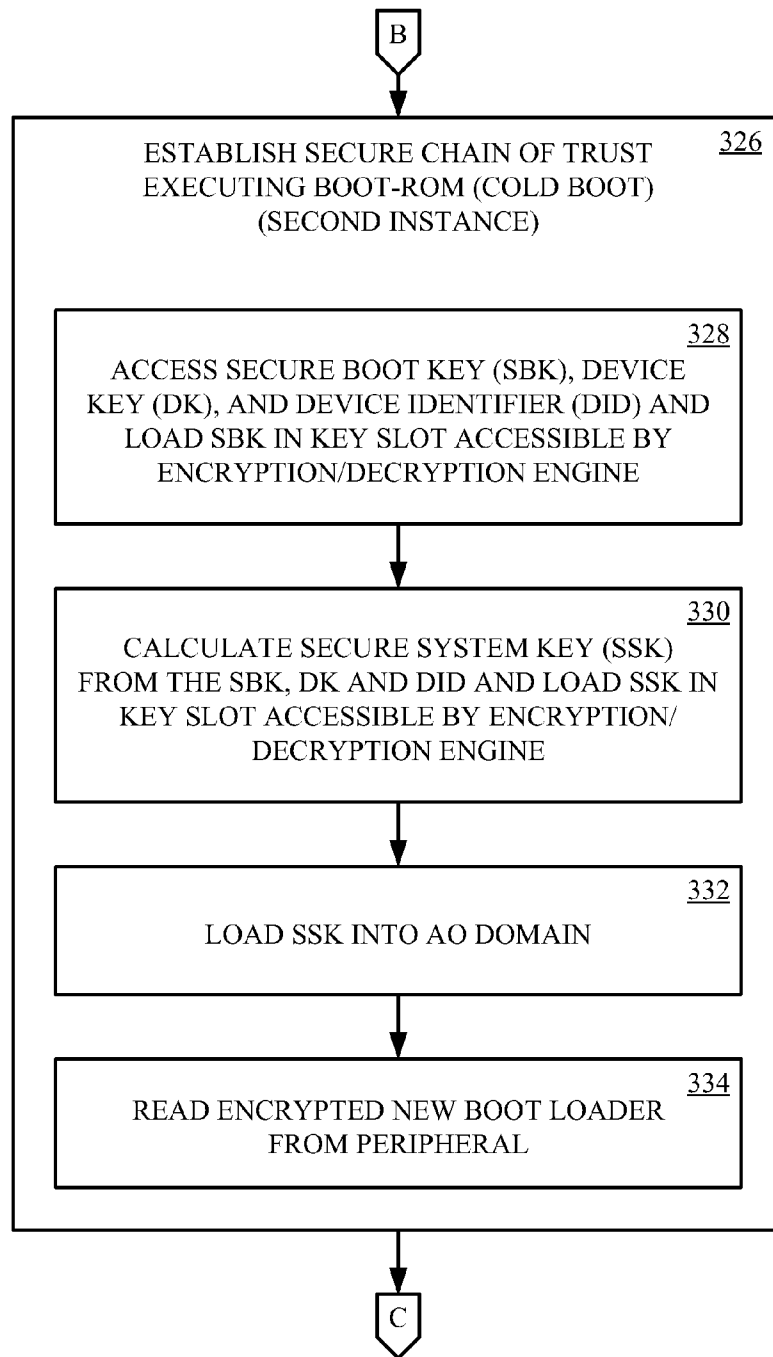 B
326
ESTABLISH SECURE CHAIN OF TRUST
EXECUTING BOOT-ROM (COLD BOOT)
(SECOND INSTANCE)
328
ACCESS SECURE BOOT KEY (SBK), DEVICE
KEY (DK), AND DEVICE IDENTIFIER (DID) AND
LOAD SBK IN KEY SLOT ACCESSIBLE BY
ENCRYPTION/DECRYPTION ENGINE
330
CALCULATE SECURE SYSTEM KEY (SSK)
FROM THE SBK, DK AND DID AND LOAD SSK IN
KEY SLOT ACCESSIBLE BY ENCRYPTION/
DECRYPTION ENGINE
332
LOAD SSK INTO AO DOMAIN
334
READ ENCRYPTED NEW BOOT LOADER
FROM PERIPHERAL
C